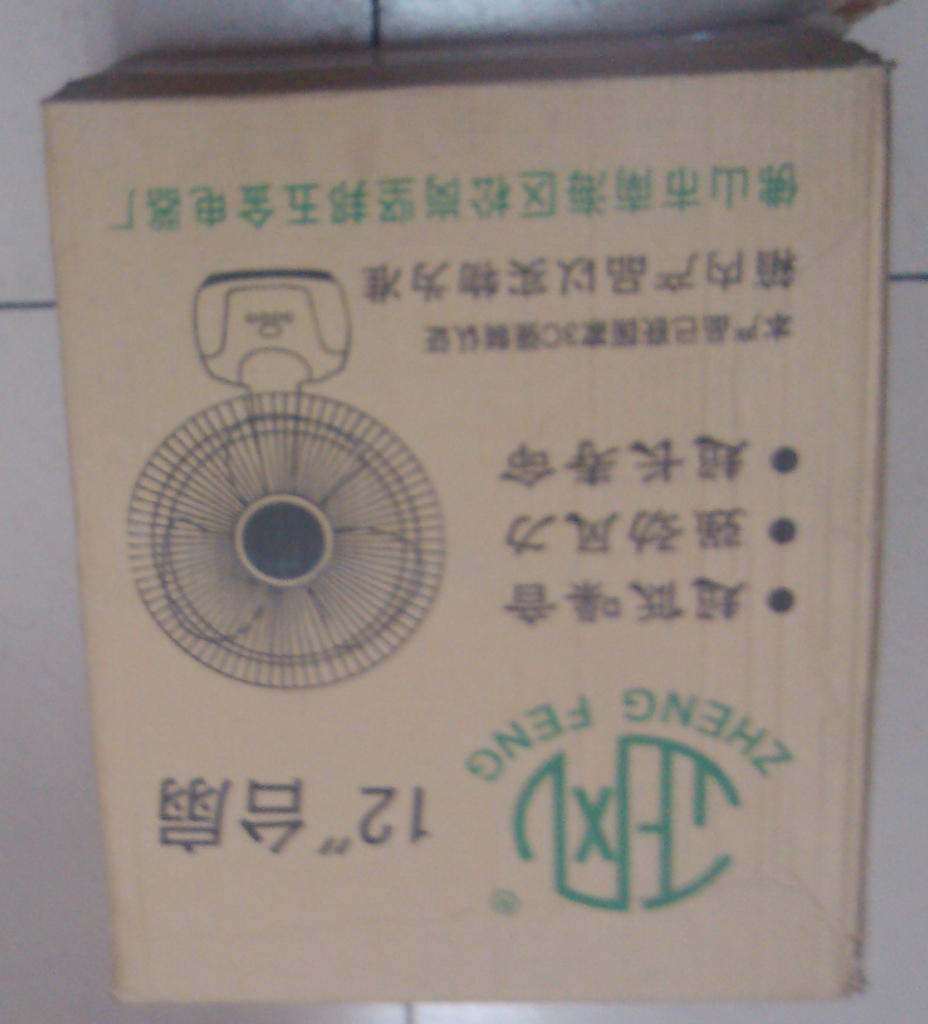 正风
®
ZHENG FENG
12"台扇
● 超低噪音
● 强劲风力
● 超长寿命
本产品已获国家3C强制认证
箱内产品以实物为准
佛山市南海区松岗坚邦五金电器厂